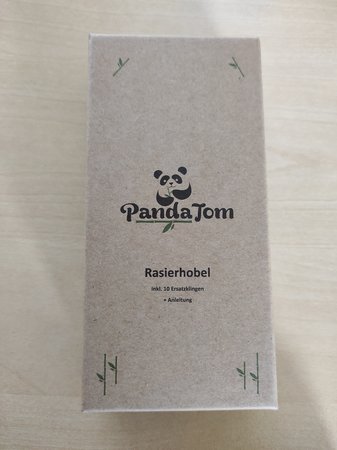 PandaTom
Rasierhobel
inkl. 10 Ersatzklingen
+ Anleitung